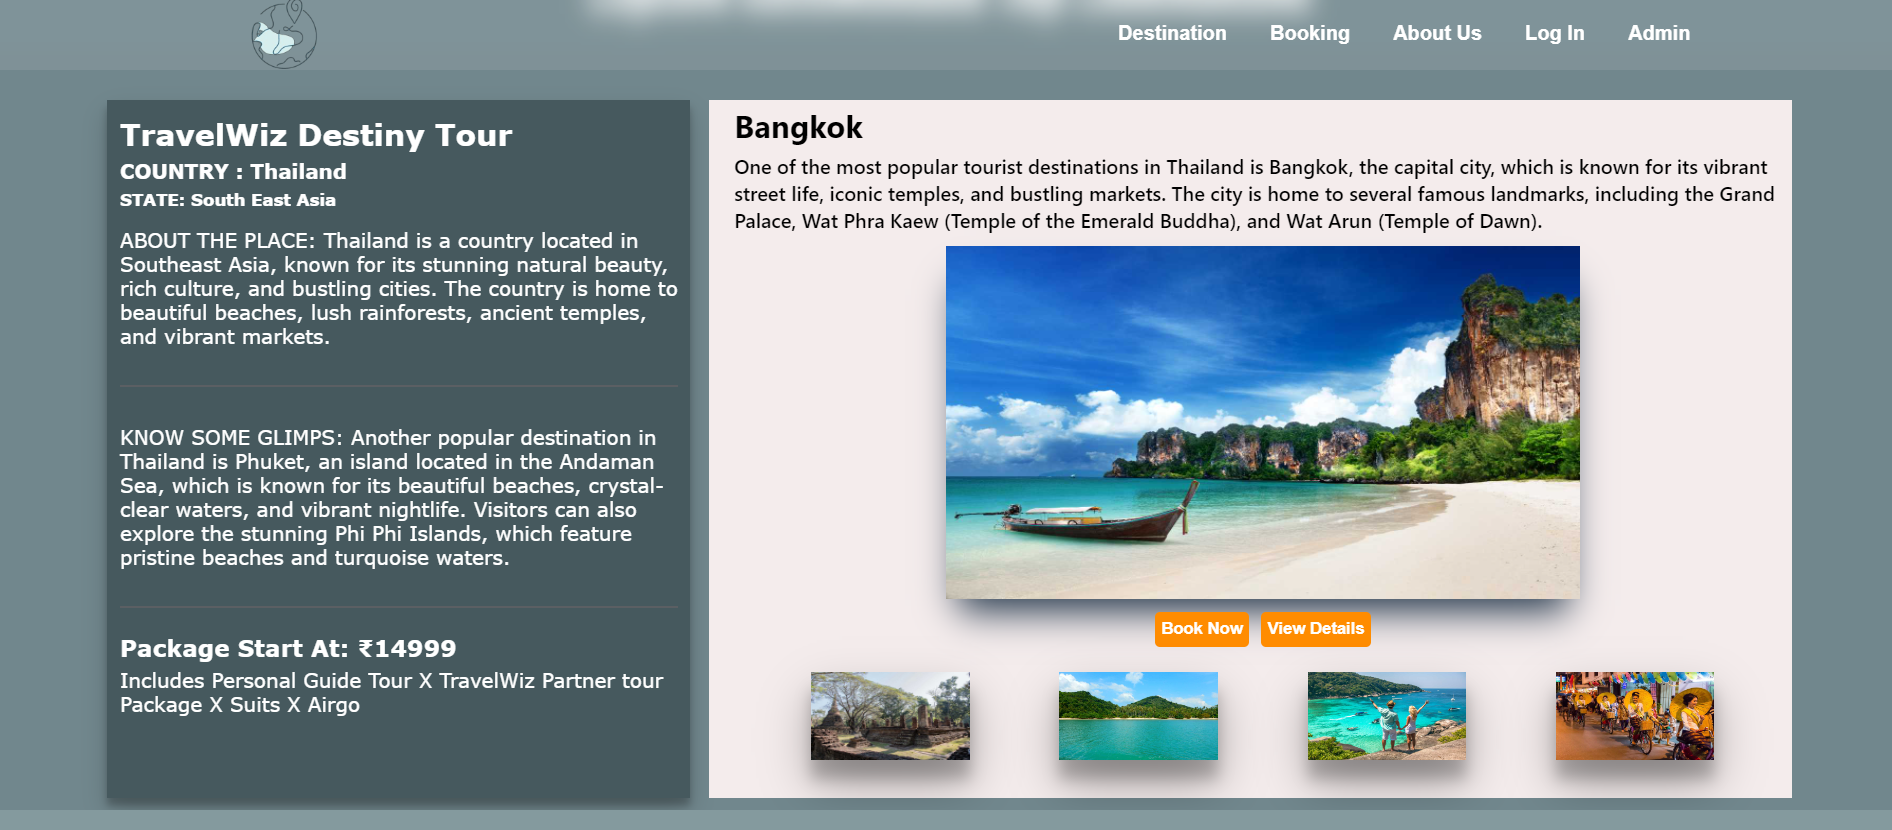 Destination Booking About Us Log In Admin
TravelWiz Destiny Tour
COUNTRY : Thailand
STATE: South East Asia
ABOUT THE PLACE: Thailand is a country located in
Southeast Asia, known for its stunning natural beauty,
rich culture, and bustling cities. The country is home to
beautiful beaches, lush rainforests, ancient temples,
and vibrant markets.
KNOW SOME GLIMPS: Another popular destination in
Thailand is Phuket, an island located in the Andaman
Sea, which is known for its beautiful beaches, crystal-
clear waters, and vibrant nightlife. Visitors can also
explore the stunning Phi Phi Islands, which feature
pristine beaches and turquoise waters.
Package Start At: ₹14999
Includes Personal Guide Tour X TravelWiz Partner tour
Package X Suits X Airgo
Bangkok
One of the most popular tourist destinations in Thailand is Bangkok, the capital city, which is known for its vibrant
street life, iconic temples, and bustling markets. The city is home to several famous landmarks, including the Grand
Palace, Wat Phra Kaew (Temple of the Emerald Buddha), and Wat Arun (Temple of Dawn).
Book Now View Details